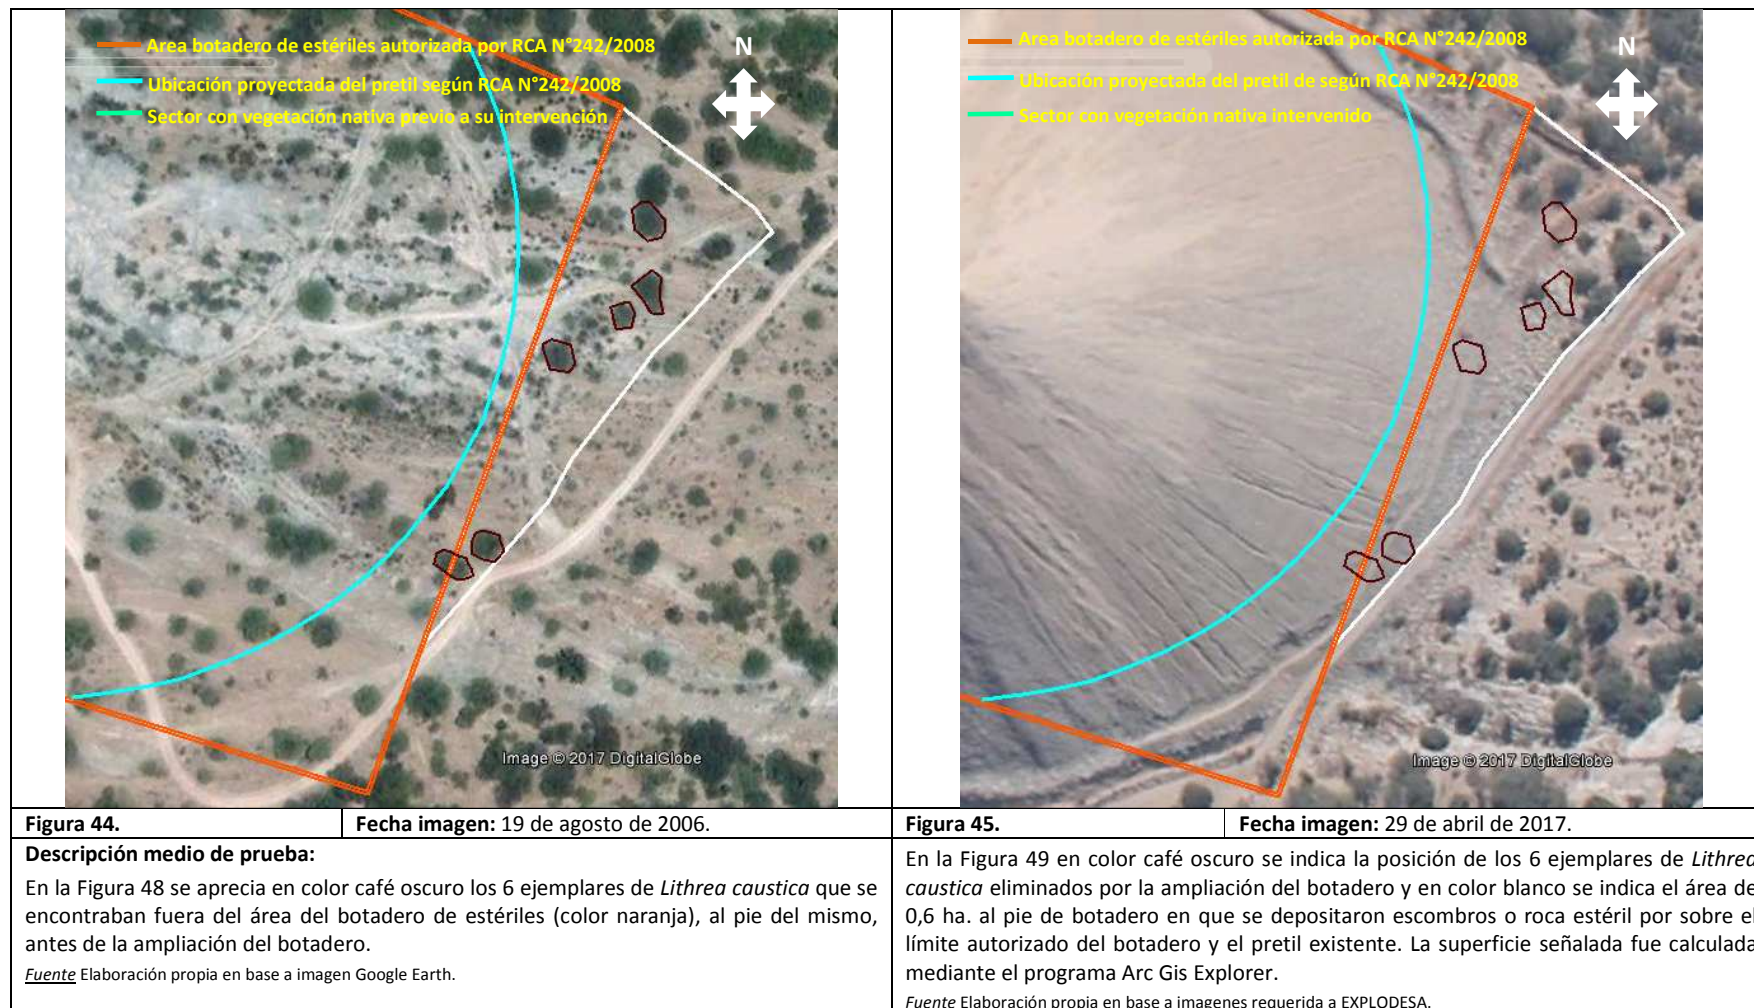 Area botadero de estériles autorizada por RCA N°242/2008
N
Ubicación proyectada del pretil según RCA N°242/2008
Sector con vegetación nativa previo a su intervención
Image © 2017 DigitalGlobe
Area botadero de estériles autorizada por RCA N°242/2008
N
Ubicación proyectada del pretil de según RCA N°242/2008
Sector con vegetación nativa intervenido
Image © 2017 DigitalGlobe
Figura 44.
Fecha imagen: 19 de agosto de 2006.
Figura 45.
Fecha imagen: 29 de abril de 2017.
Descripción medio de prueba:
En la Figura 48 se aprecia en color café oscuro los 6 ejemplares de Lithrea caustica que se
encontraban fuera del área del botadero de estériles (color naranja), al pie del mismo,
antes de la ampliación del botadero.
Fuente Elaboración propia en base a imagen Google Earth.
En la Figura 49 en color café oscuro se indica la posición de los 6 ejemplares de Lithrea
caustica eliminados por la ampliación del botadero y en color blanco se indica el área de
0,6 ha. al pie de botadero en que se depositaron escombros o roca estéril por sobre el
límite autorizado del botadero y el pretil existente. La superficie señalada fue calculada
mediante el programa Arc Gis Explorer.
Fuente Elaboración propia en base a imagenes requerida a EXPLODESA.